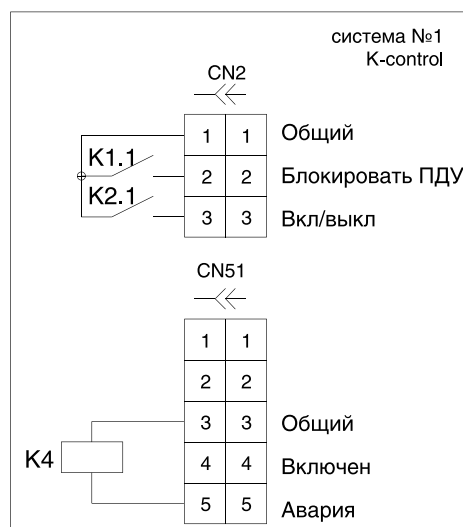 система №1
K-control
CN2
1 1 Общий
K1.1
2 2 Блокировать ПДУ
K2.1
3 3 Вкл/выкл
CN51
1 1
2 2
3 3 Общий
K4
4 4 Включен
5 5 Авария